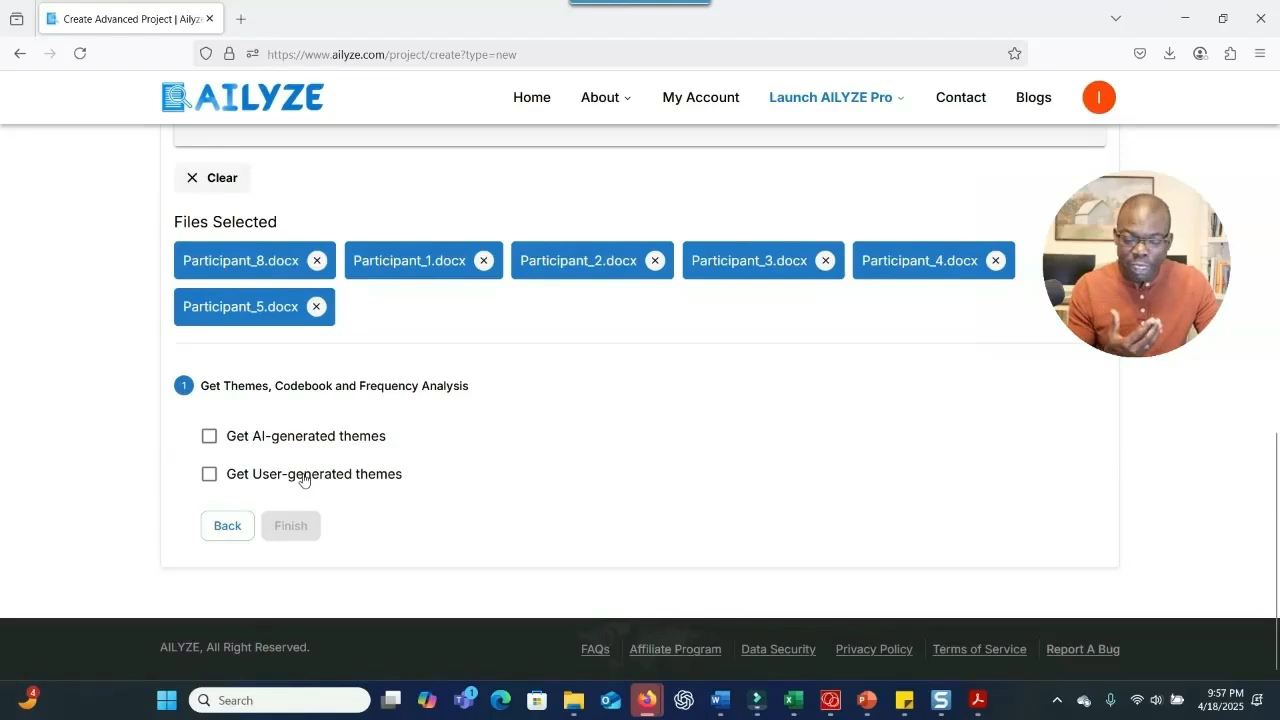 Create Advanced Project | Ailyz
https://www.ailyze.com/project/create?type=new
AILYZE
Home
About
My Account
Launch AILYZE Pro
Contact
Blogs
I
Clear
Files Selected
Participant_8.docx
Participant_1.docx
Participant_2.docx
Participant_3.docx
Participant_4.docx
Participant_5.docx
1 Get Themes, Codebook and Frequency Analysis
Get AI-generated themes
Get User-generated themes
Back
Finish
AILYZE, All Right Reserved.
FAQs
Affiliate Program
Data Security
Privacy Policy
Terms of Service
Report A Bug
4
Search
1
9:57 PM
4/18/2025